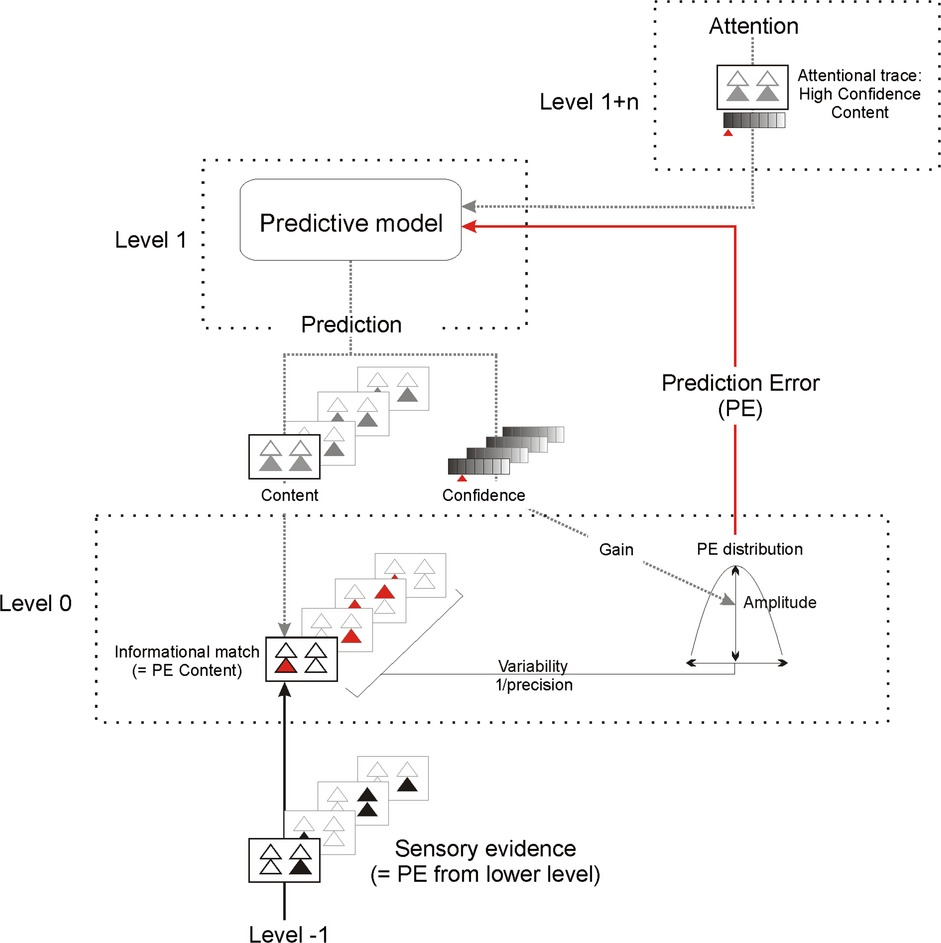 Attention
Attentional trace:
High Confidence
Content
Level 1+n
Predictive model
Level 1
Prediction
Prediction Error
(PE)
Content
Confidence
Gain
PE distribution
Level 0
Amplitude
Informational match
(= PE Content)
Variability
1/precision
Sensory evidence
(= PE from lower level)
Level -1